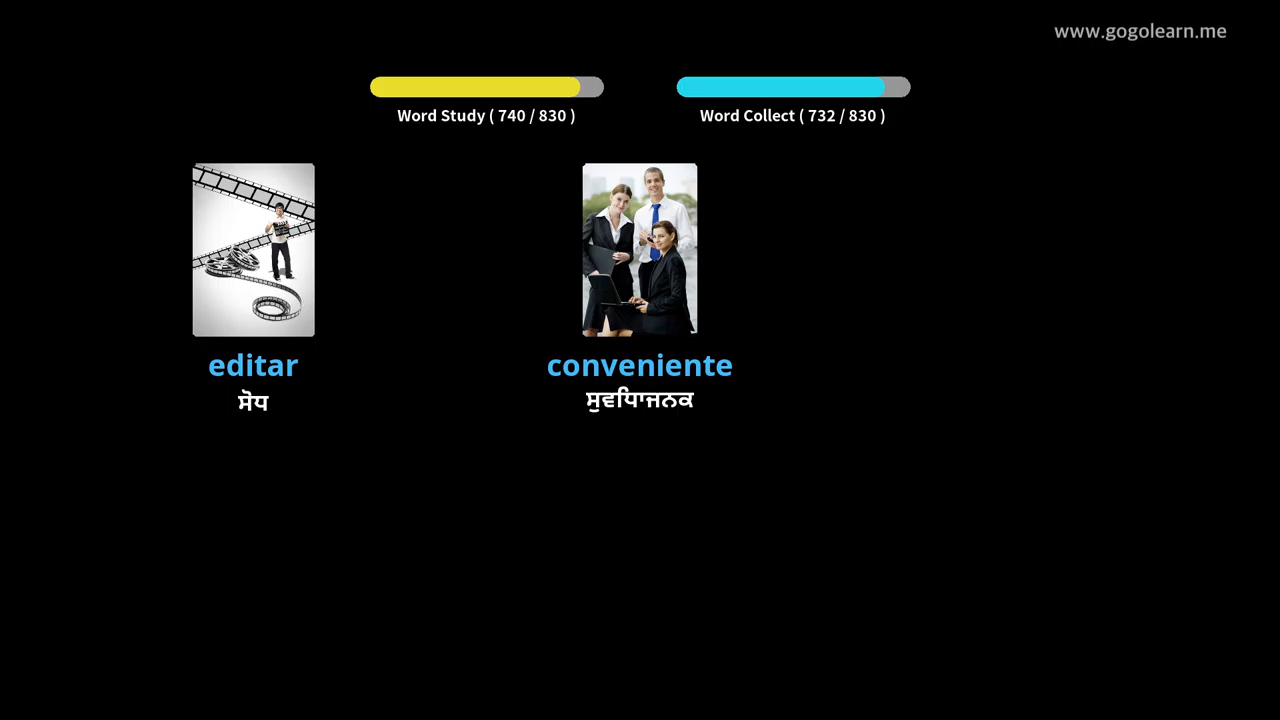 www.gogolearn.me
Word Study ( 740 / 830 )
Word Collect ( 732 / 830 )
editar
ਸੋਧ
conveniente
ਸੁਵਧਾਿਜਨਕ